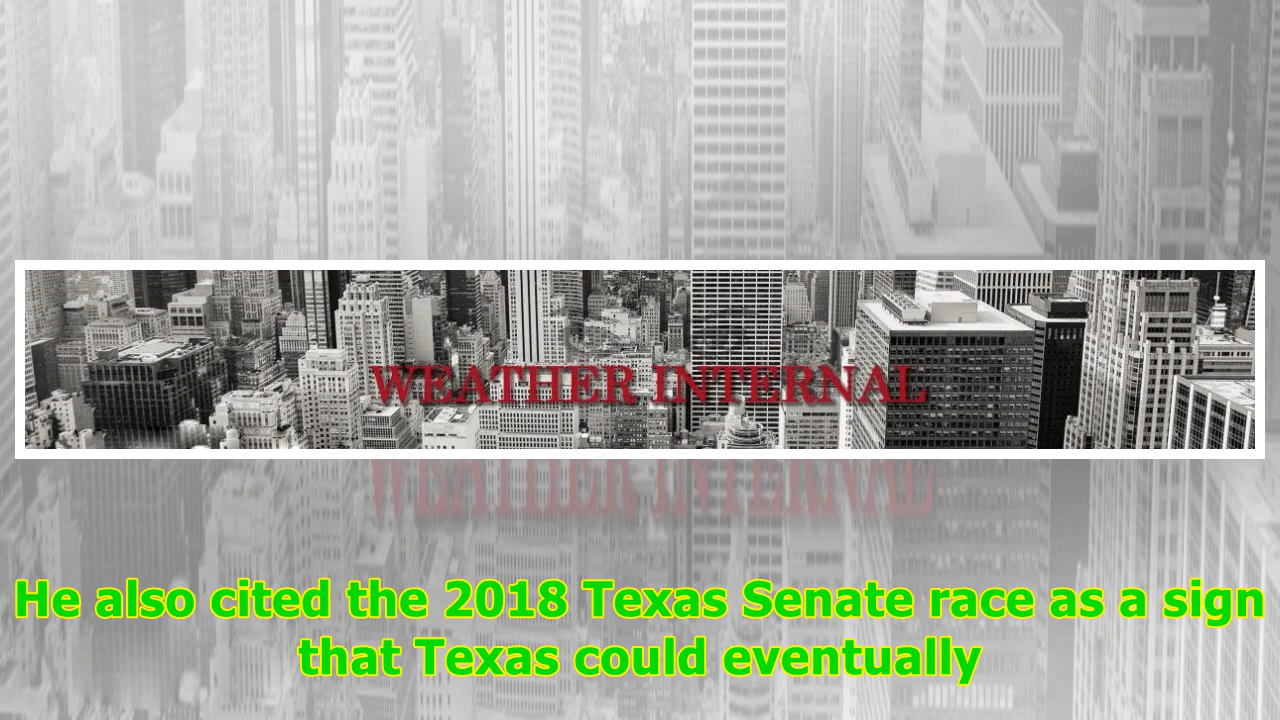 WEATHER INTERNAL
He also cited the 2018 Texas Senate race as a sign
that Texas could eventually